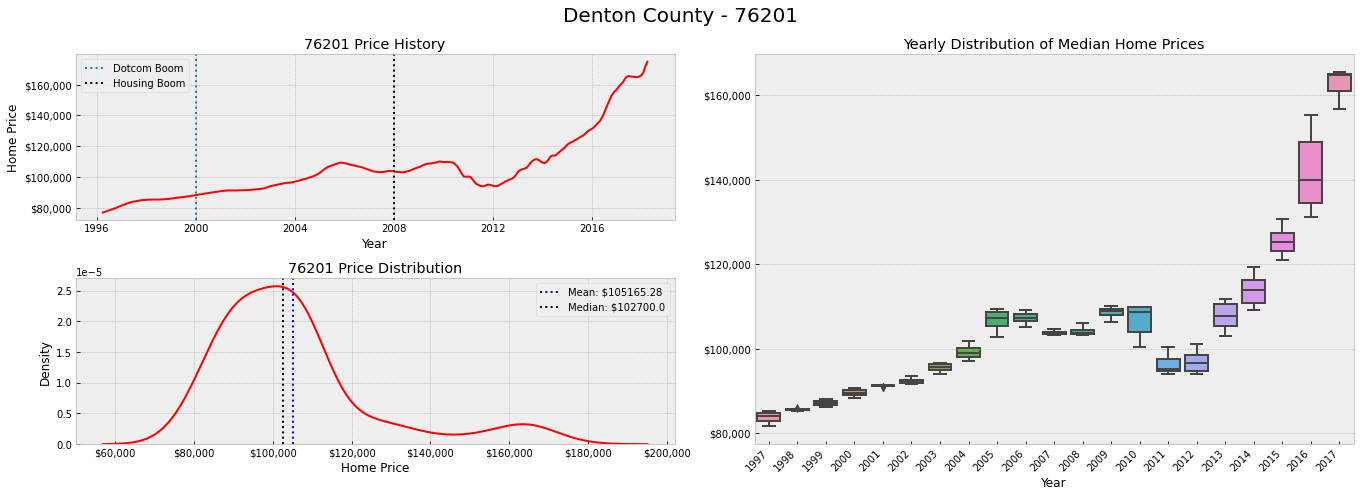 Denton County - 76201
76201 Price History
Dotcom Boom
Housing Boom
Home Price
$160,000
$140,000
$120,000
$100,000
$80,000
1996 2000 2004 2008 2012 2016
Year
76201 Price Distribution
1e−5
Mean: $105165.28
Median: $102700.0
Density
2.5
2.0
1.5
1.0
0.5
0.0
$60,000 $80,000 $100,000 $120,000 $140,000 $160,000 $180,000 $200,000
Home Price
Yearly Distribution of Median Home Prices
$160,000
$140,000
$120,000
$100,000
$80,000
1997 1998 1999 2000 2001 2002 2003 2004 2005 2006 2007 2008 2009 2010 2011 2012 2013 2014 2015 2016 2017
Year